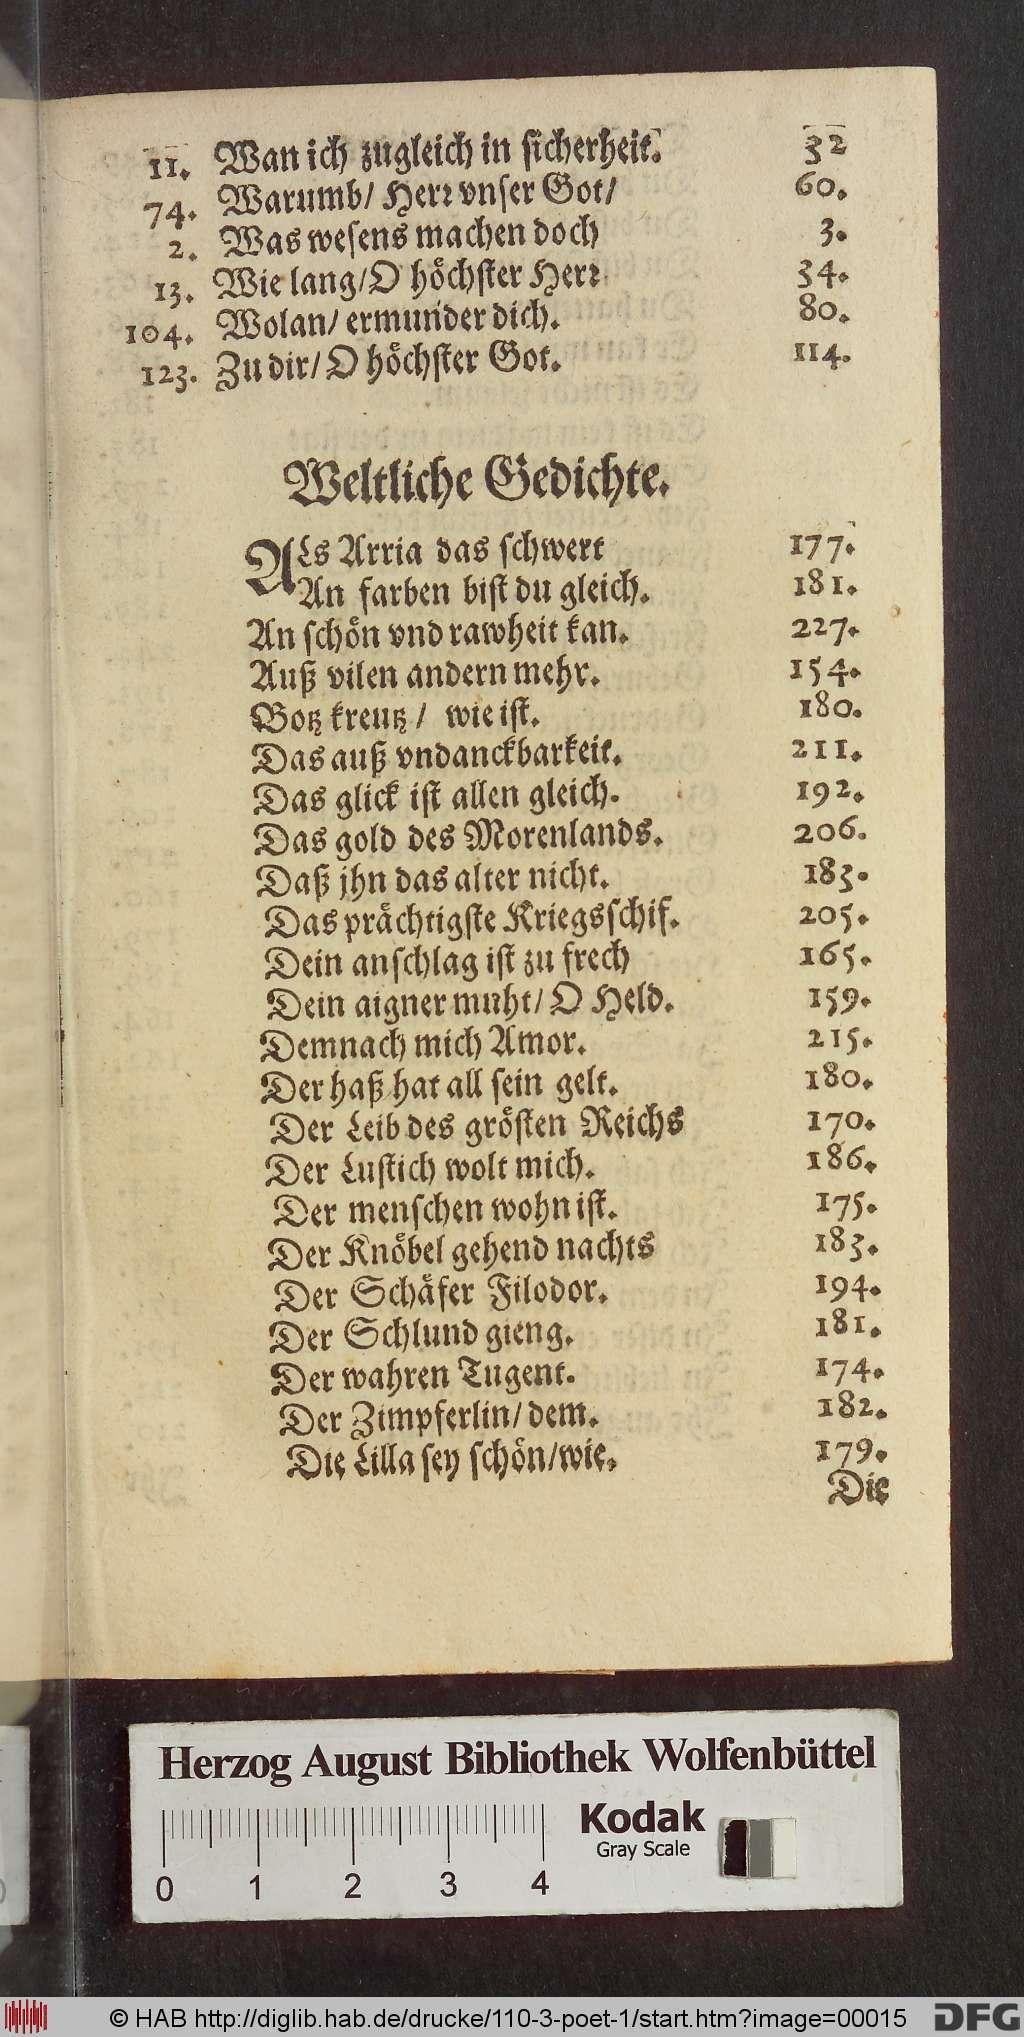 11. Wan ich zugleich in sicherheit. 32
74. Warumb/ Herr vnser Got/ 60.
2. Was wesens machen doch 3.
13. Wie lang/O höchster Herr 34.
104. Wolan/ ermunder dich. 80.
123. Zu dir/ O höchster Got. 114.
Weltliche Gedichte.
ALs Arria das schwert 177.
An farben bist du gleich. 181.
An schön vnd rawheit kan. 227.
Auß vilen andern mehr. 154.
Botz kreutz / wie ist. 180.
Das auß vndanckbarkeit. 211.
Das glick ist allen gleich. 192.
Das gold des Morenlands. 206.
Daß jhn das alter nicht. 183.
Das prächtigste Kriegsschif. 205.
Dein anschlag ist zu frech 165.
Dein aigner muht/ O Held. 159.
Demnach mich Amor. 215.
Der haß hat all sein gelt. 180.
Der Leib des grösten Reichs 170.
Der Lustich wolt mich. 186.
Der menschen wohn ist. 175.
Der Knöbel gehend nachts 183.
Der Schäfer Filodor. 194.
Der Schlund gieng. 181.
Der wahren Tugent. 174.
Der Zimpferlin/ dem. 182.
Die Lilla sey schön/wie. 179.
Die
Herzog August Bibliothek Wolfenbüttel
Kodak
Gray Scale
0 1 2 3 4
© HAB http://diglib.hab.de/drucke/110-3-poet-1/start.htm?image=00015
DFG